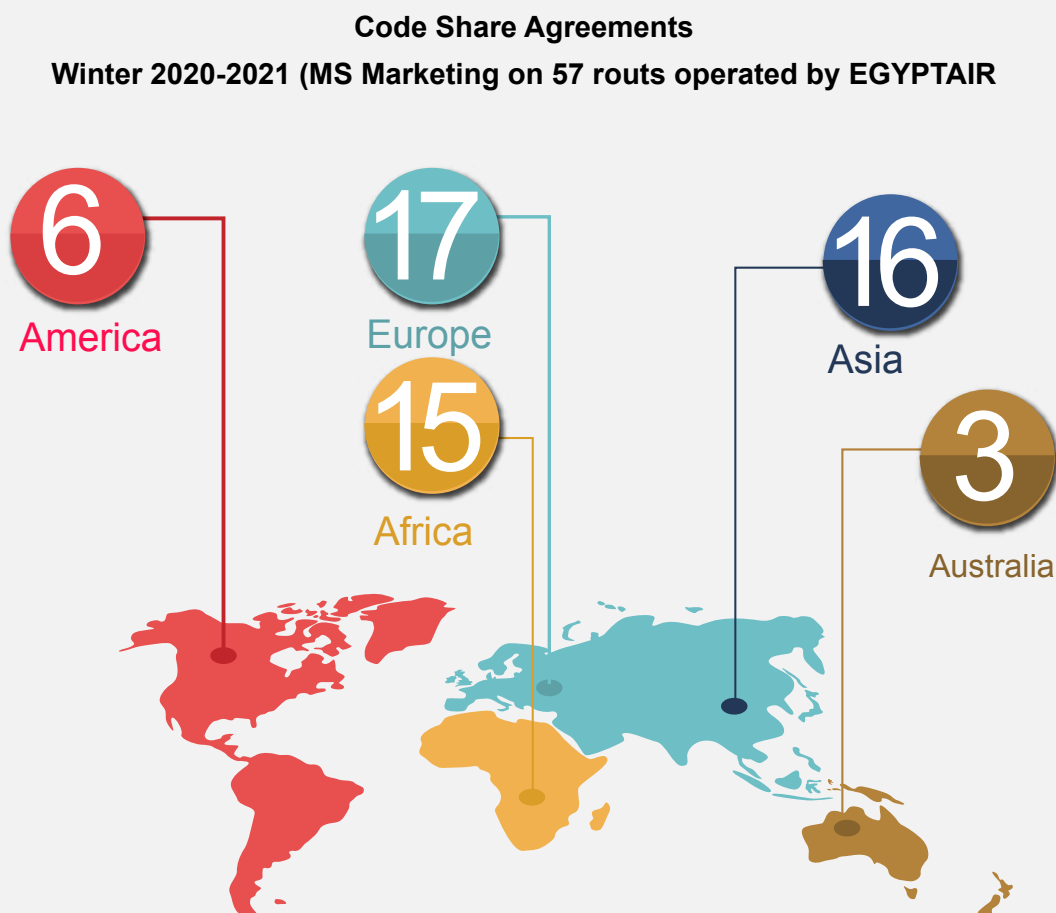 Code Share Agreements
Winter 2020-2021 (MS Marketing on 57 routs operated by EGYPTAIR
6
America
17
Europe
15
Africa
16
Asia
3
Australia